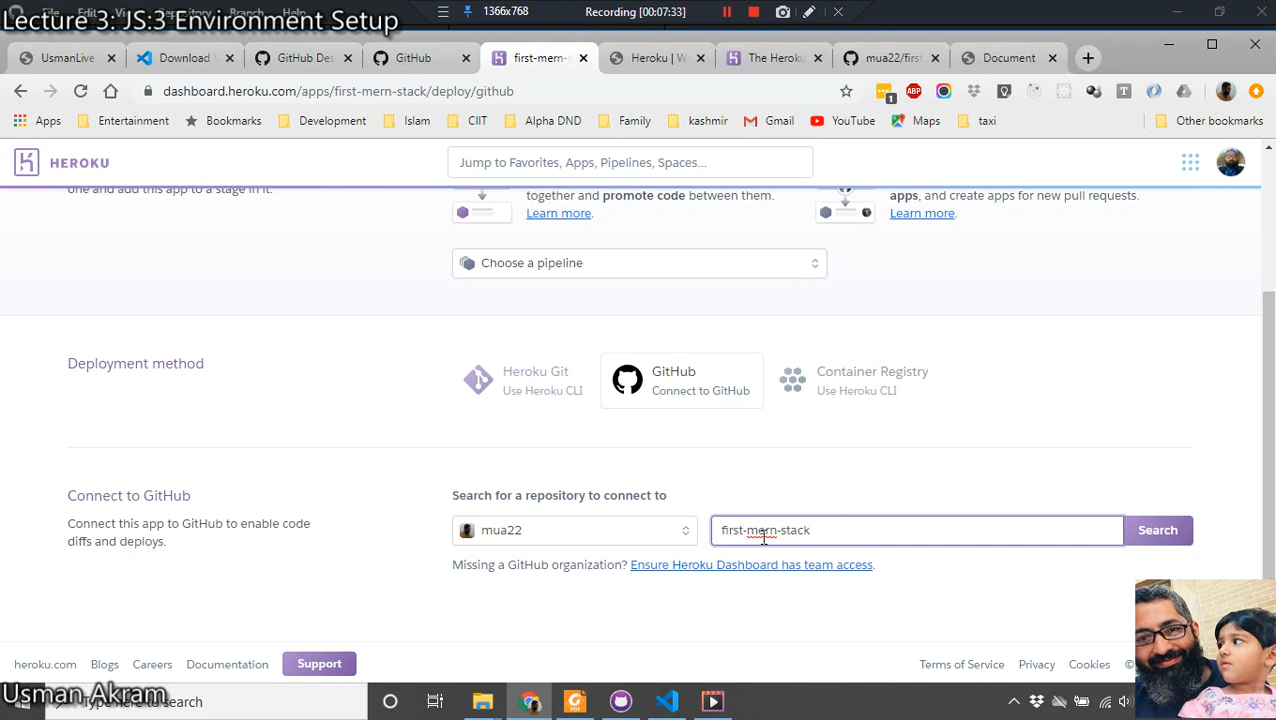 Lecture 3: JS:3 Environment Setup
1366x768
Recording [00:07:33]
UsmanLive
Download V
GitHub Des
GitHub
first-mern-s
Heroku | W
The Heroku
mua22/first
Document
dashboard.heroku.com/apps/first-mern-stack/deploy/github
1
ABP
Apps
Entertainment
Bookmarks
Development
Islam
CIIT
Alpha DND
Family
kashmir
Gmail
YouTube
Maps
taxi
Other bookmarks
HEROKU
Jump to Favorites, Apps, Pipelines, Spaces...
one and add this app to a stage in it.
together and promote code between them.
Learn more.
apps, and create apps for new pull requests.
Learn more.
Choose a pipeline
Deployment method
Heroku Git
Use Heroku CLI
GitHub
Connect to GitHub
Container Registry
Use Heroku CLI
Connect to GitHub
Connect this app to GitHub to enable code
diffs and deploys.
Search for a repository to connect to
mua22
first-mern-stack
Search
Missing a GitHub organization? Ensure Heroku Dashboard has team access.
heroku.com
Blogs
Careers
Documentation
Support
Terms of Service
Privacy
Cookies
©
Usman Akram
Type here to search